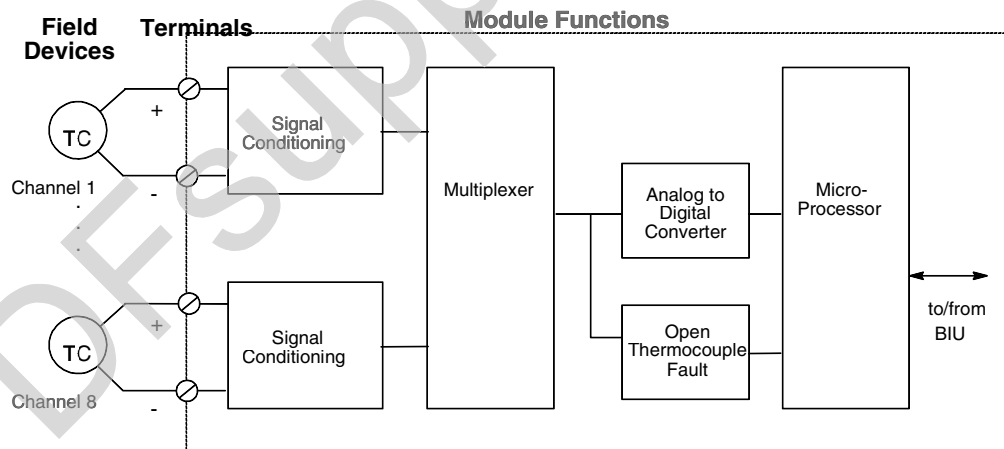 Module Functions
Field
Devices
Terminals
TC
+
-
Channel 1
.
.
.
Signal
Conditioning
Multiplexer
Analog to
Digital
Converter
Micro-
Processor
to/from
BIU
TC
+
-
Channel 8
Signal
Conditioning
Open
Thermocouple
Fault
DFsupp